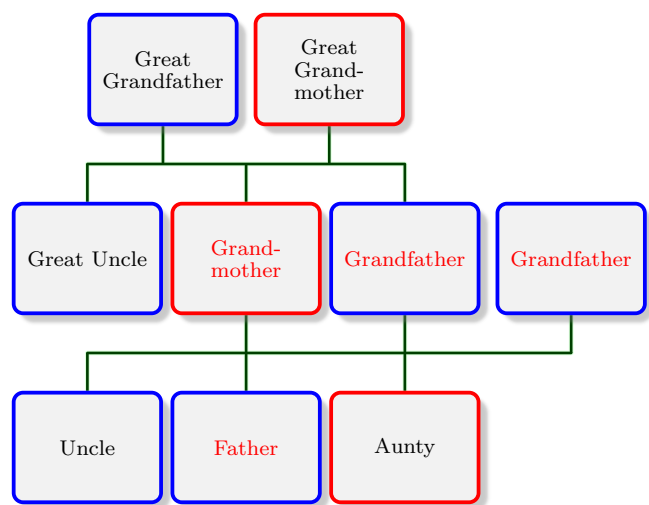 Great
Grandfather
Great
Grand-
mother
Great Uncle
Grand-
mother
Grandfather
Grandfather
Uncle
Father
Aunty